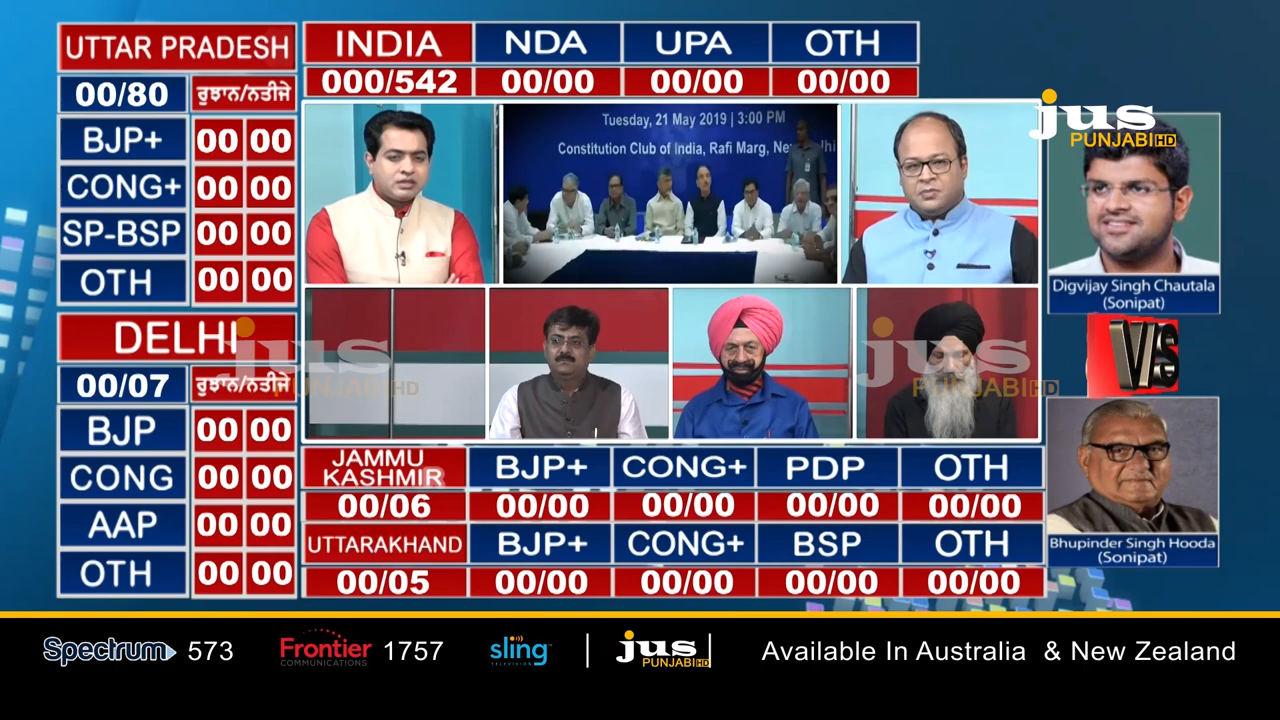 UTTAR PRADESH
00/80
ਰੁਝਾਨ/ਨਤੀਜੇ
BJP+ 00 00
CONG+ 00 00
SP-BSP 00 00
OTH 00 00
DELHI
00/07
ਰੁਝਾਨ/ਨਤੀਜੇ
BJP 00 00
CONG 00 00
AAP 00 00
OTH 00 00
INDIA NDA UPA OTH
000/542 00/00 00/00 00/00
Tuesday, 21 May 2019 | 3:00 PM
Constitution Club of India, Rafi Marg,
jus
PUNJABI HD
jus
PUNJABI HD
jus
PUNJABI HD
JAMMU
KASHMIR
BJP+ CONG+ PDP OTH
00/06 00/00 00/00 00/00 00/00
UTTARAKHAND BJP+ CONG+ BSP OTH
00/05 00/00 00/00 00/00 00/00
Digvijay Singh Chautala
(Sonipat)
VS
Bhupinder Singh Hooda
(Sonipat)
Spectrum 573 Frontier COMMUNICATIONS 1757 sling TELEVISION jus PUNJABI HD Available In Australia & New Zealand